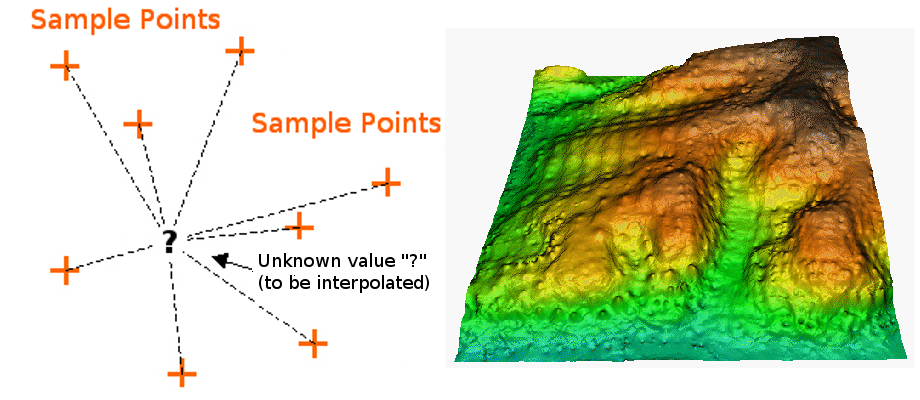 Sample Points
Sample Points
?
Unknown value "?"
(to be interpolated)